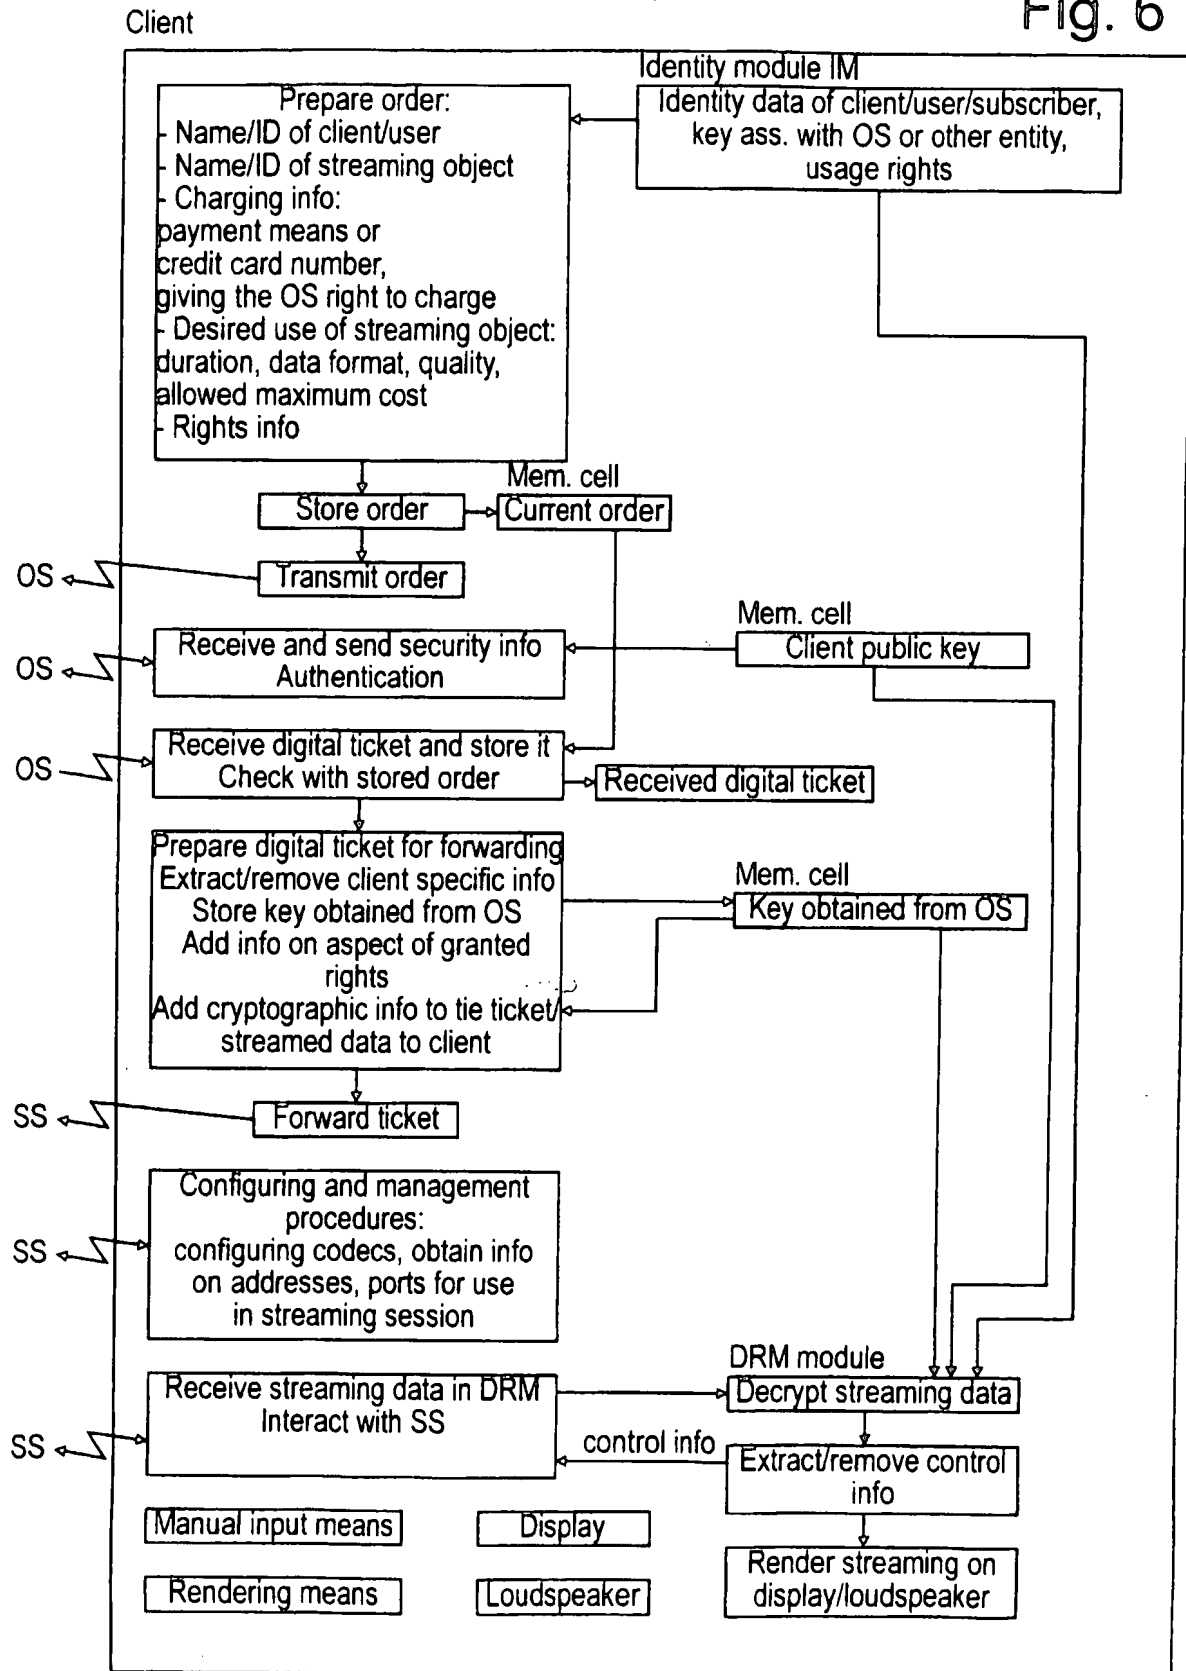 Fig. 6
Client
Identity module IM
Prepare order:
- Name/ID of client/user
- Name/ID of streaming object
- Charging info:
payment means or
credit card number,
giving the OS right to charge
- Desired use of streaming object:
duration, data format, quality,
allowed maximum cost
- Rights info
Identity data of client/user/subscriber,
key ass. with OS or other entity,
usage rights
Mem. cell
Store order
Current order
OS
Transmit order
Mem. cell
Client public key
OS
Receive and send security info
Authentication
OS
Receive digital ticket and store it
Check with stored order
Received digital ticket
Prepare digital ticket for forwarding
Extract/remove client specific info
Store key obtained from OS
Add info on aspect of granted
rights
Add cryptographic info to tie ticket/
streamed data to client
Mem. cell
Key obtained from OS
SS
Forward ticket
SS
Configuring and management
procedures:
configuring codecs, obtain info
on addresses, ports for use
in streaming session
DRM module
SS
Receive streaming data in DRM
Interact with SS
Decrypt streaming data
control info
Extract/remove control
info
Manual input means
Display
Render streaming on
display/loudspeaker
Rendering means
Loudspeaker